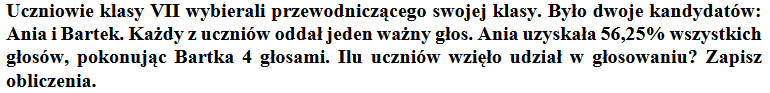 Uczniowie klasy VII wybierali przewodniczącego swojej klasy. Było dwoje kandydatów:
Ania i Bartek. Każdy z uczniów oddał jeden ważny głos. Ania uzyskała 56,25% wszystkich
głosów, pokonując Bartka 4 głosami. Ilu uczniów wzięło udział w głosowaniu? Zapisz
obliczenia.